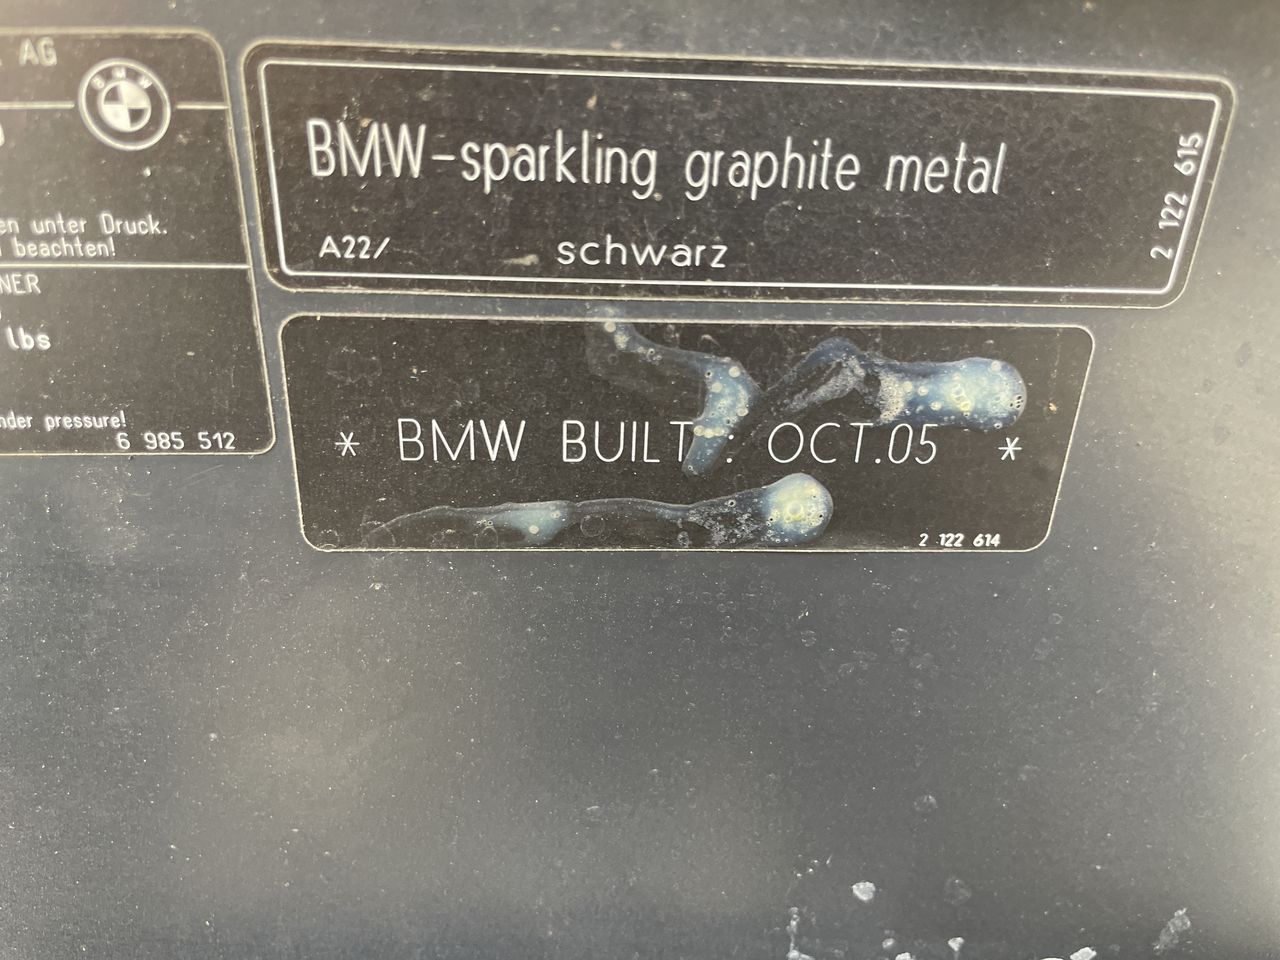 AG
BMW
en unter Druck.
beachten!
NER
lbs
nder pressure!
6 985 512
BMW-sparkling graphite metal
A22/ schwarz
2 122 615
* BMW BUILT : OCT.05 *
2 122 614